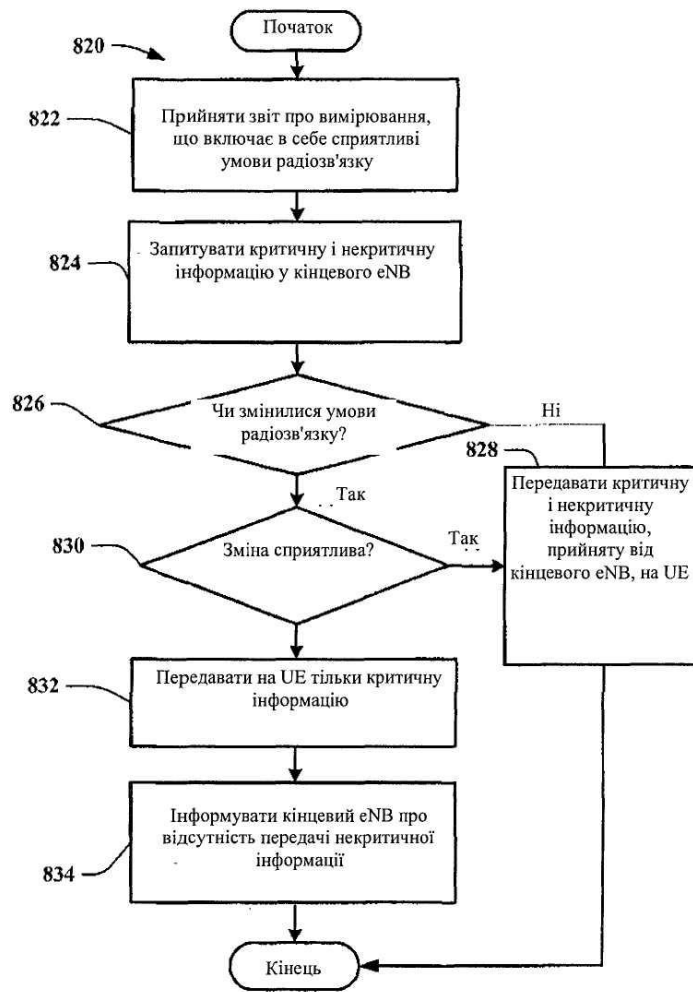 Початок
820
822
Прийняти звіт про вимірювання,
що включає в себе сприятливі
умови радіозв'язку
824
Запитувати критичну і некритичну
інформацію у кінцевого eNB
826
Чи змінилися умови
радіозв'язку?
Ні
828
Передавати критичну
і некритичну
інформацію,
прийняту від
кінцевого eNB, на UE
Так
830
Зміна сприятлива?
Так
832
Передавати на UE тільки критичну
інформацію
834
Інформувати кінцевий eNB про
відсутність передачі некритичної
інформації
Кінець